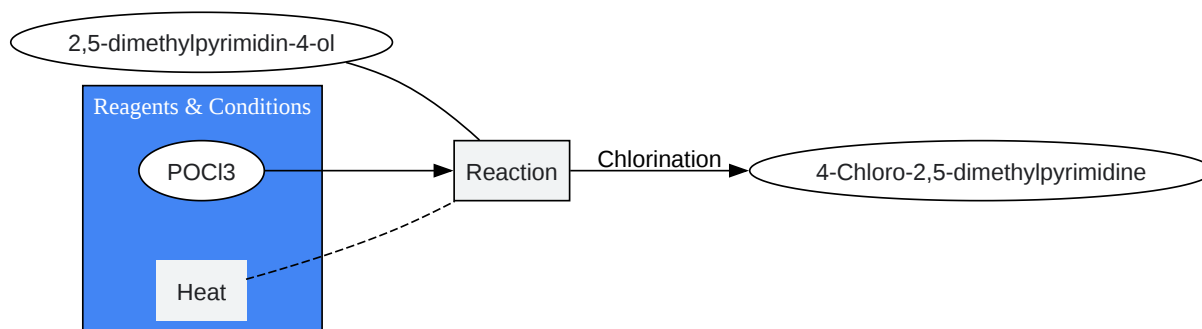 2,5-dimethylpyrimidin-4-ol
Reagents & Conditions
POCl3
Reaction
Chlorination
4-Chloro-2,5-dimethylpyrimidine
Heat